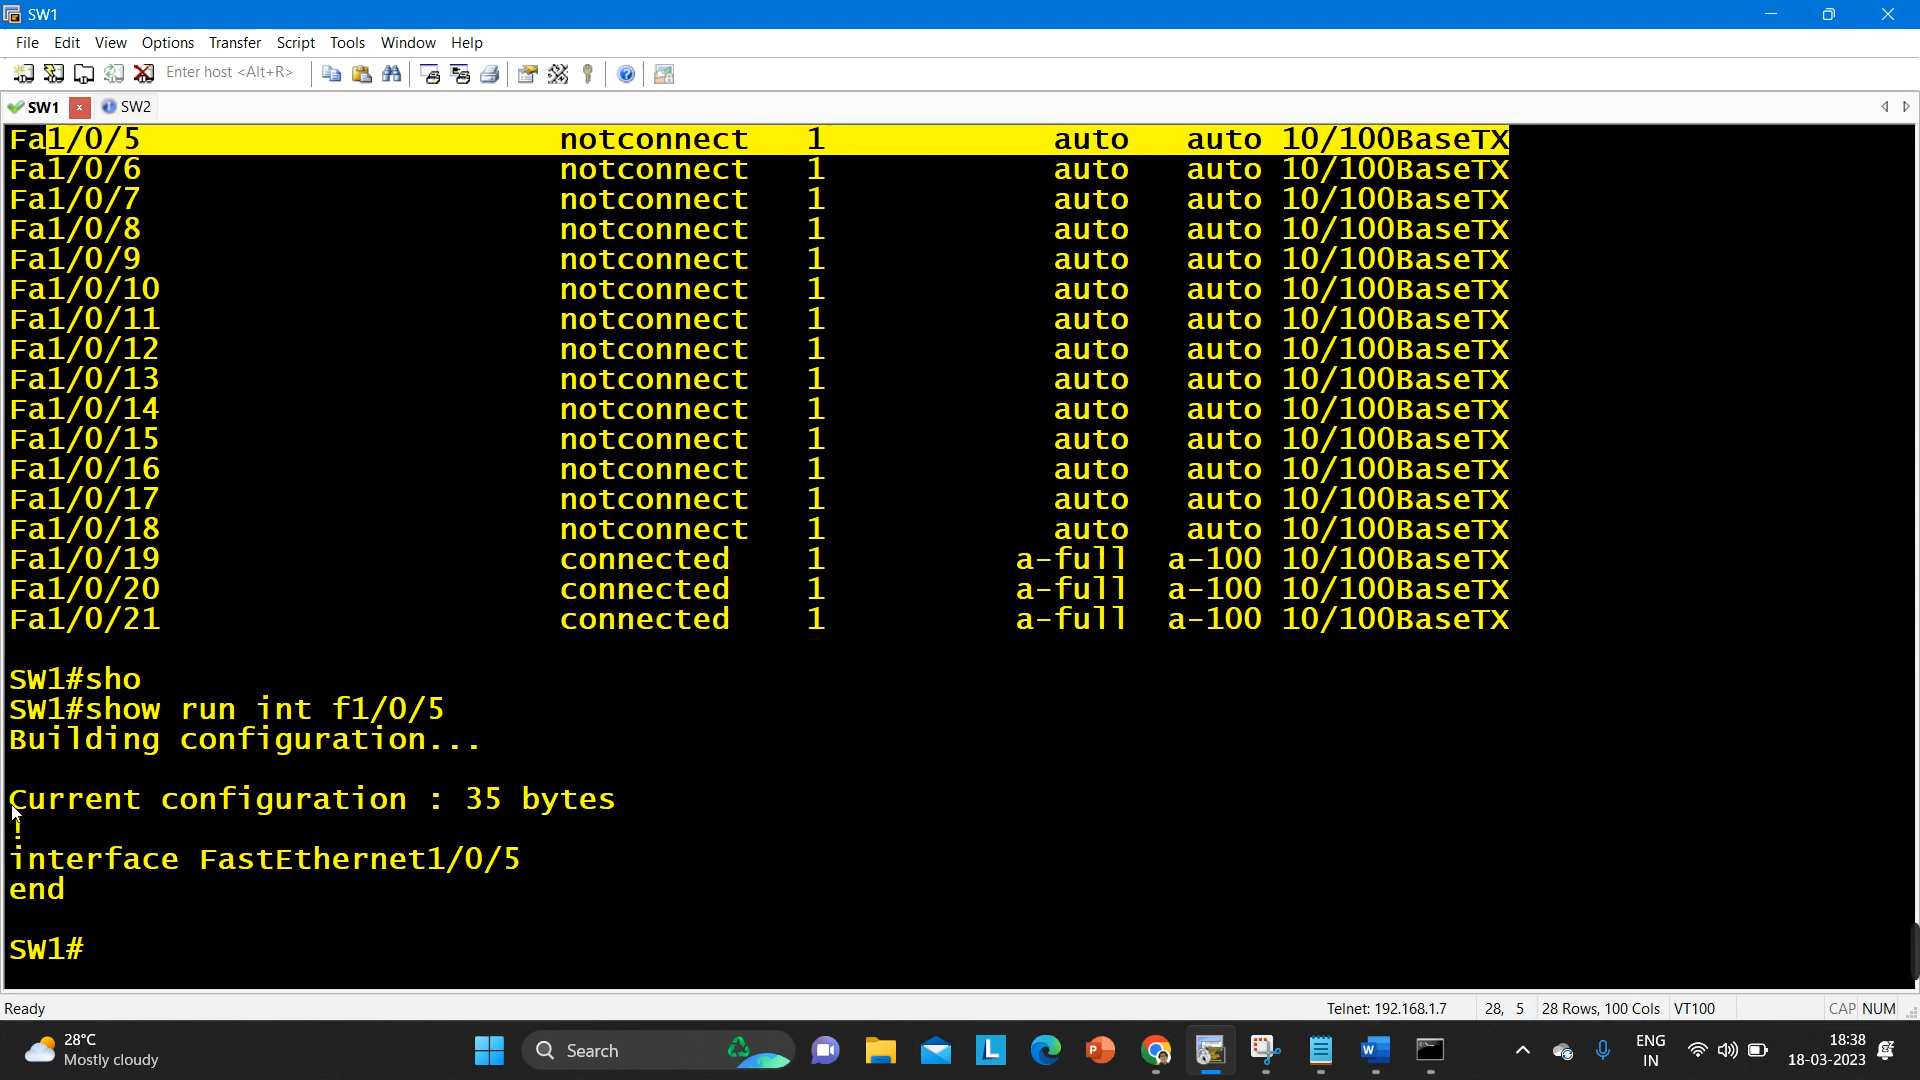 SW1
File Edit View Options Transfer Script Tools Window Help
Enter host <Alt+R>
SW1 x SW2
Fa1/0/5 notconnect 1 auto auto 10/100BaseTX
Fa1/0/6 notconnect 1 auto auto 10/100BaseTX
Fa1/0/7 notconnect 1 auto auto 10/100BaseTX
Fa1/0/8 notconnect 1 auto auto 10/100BaseTX
Fa1/0/9 notconnect 1 auto auto 10/100BaseTX
Fa1/0/10 notconnect 1 auto auto 10/100BaseTX
Fa1/0/11 notconnect 1 auto auto 10/100BaseTX
Fa1/0/12 notconnect 1 auto auto 10/100BaseTX
Fa1/0/13 notconnect 1 auto auto 10/100BaseTX
Fa1/0/14 notconnect 1 auto auto 10/100BaseTX
Fa1/0/15 notconnect 1 auto auto 10/100BaseTX
Fa1/0/16 notconnect 1 auto auto 10/100BaseTX
Fa1/0/17 notconnect 1 auto auto 10/100BaseTX
Fa1/0/18 notconnect 1 auto auto 10/100BaseTX
Fa1/0/19 connected 1 a-full a-100 10/100BaseTX
Fa1/0/20 connected 1 a-full a-100 10/100BaseTX
Fa1/0/21 connected 1 a-full a-100 10/100BaseTX
SW1#sho
SW1#show run int f1/0/5
Building configuration...
Current configuration : 35 bytes
!
interface FastEthernet1/0/5
end
SW1#
Ready Telnet: 192.168.1.7 28, 5 28 Rows, 100 Cols VT100 CAP NUM
28°C
Mostly cloudy
Search
L
P
W
ENG
IN
18:38
18-03-2023